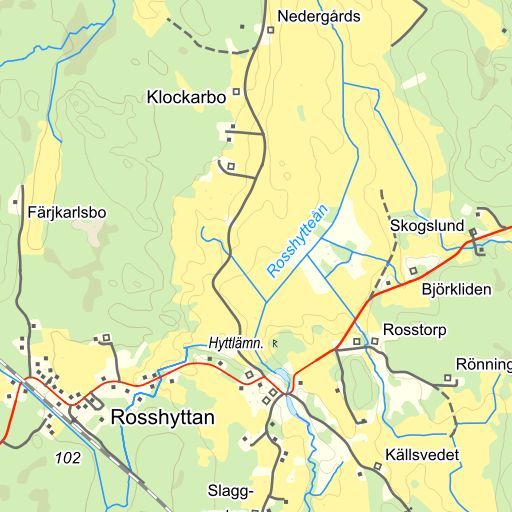 Nedergårds
Klockarbo
Färjkarlsbo
Rosshytteån
Skogslund
Björkliden
Hyttlämn.
Rosstorp
Rönning
Rosshyttan
102
Källsvedet
Slagg-